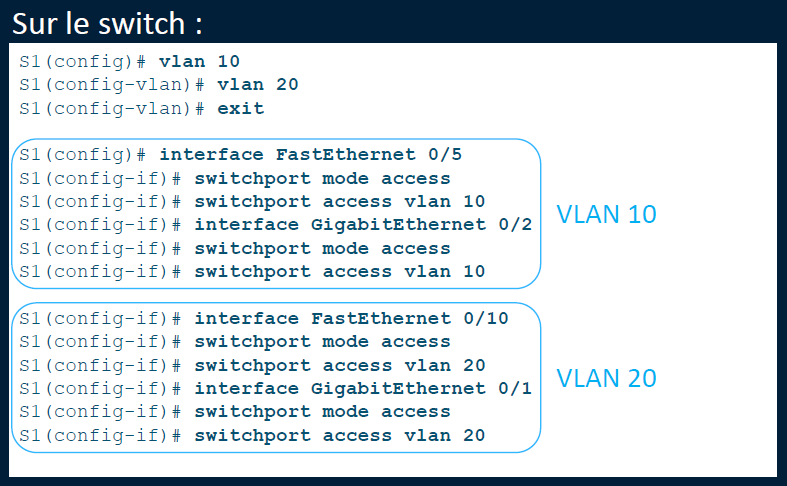 Sur le switch :
S1(config)# vlan 10
S1(config-vlan)# vlan 20
S1(config-vlan)# exit
S1(config)# interface FastEthernet 0/5
S1(config-if)# switchport mode access
S1(config-if)# switchport access vlan 10
S1(config-if)# interface GigabitEthernet 0/2
S1(config-if)# switchport mode access
S1(config-if)# switchport access vlan 10
VLAN 10
S1(config-if)# interface FastEthernet 0/10
S1(config-if)# switchport mode access
S1(config-if)# switchport access vlan 20
S1(config-if)# interface GigabitEthernet 0/1
S1(config-if)# switchport mode access
S1(config-if)# switchport access vlan 20
VLAN 20